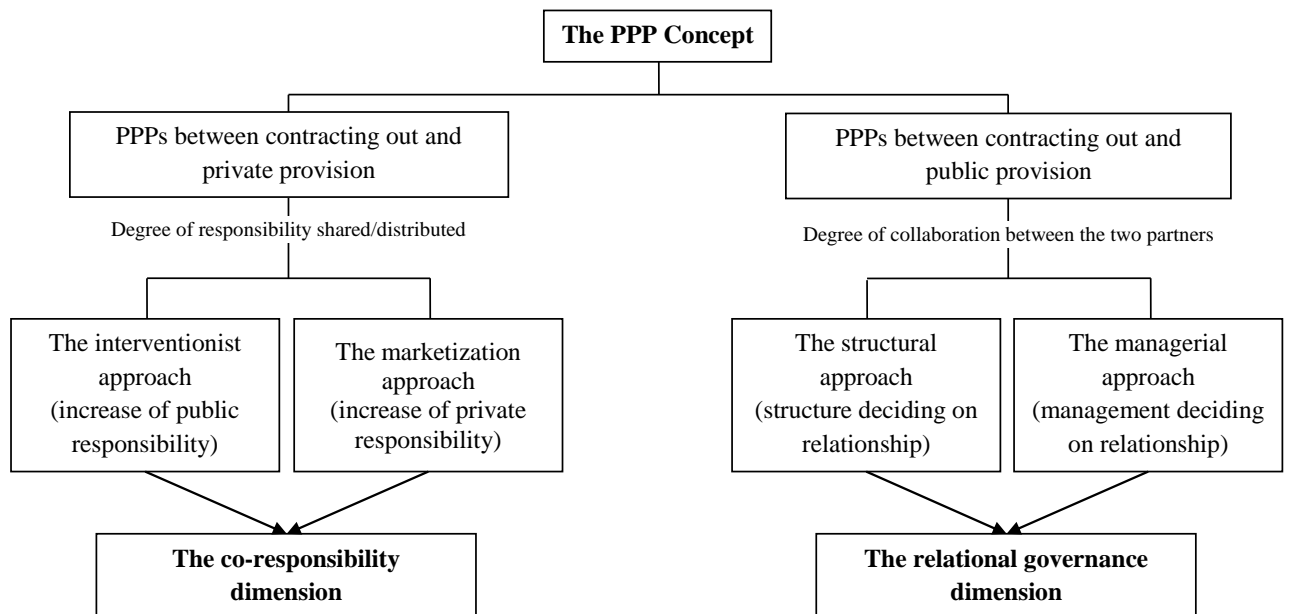 The PPP Concept
PPPs between contracting out and
private provision
PPPs between contracting out and
public provision
Degree of responsibility shared/distributed
Degree of collaboration between the two partners
The interventionist
approach
(increase of public
responsibility)
The marketization
approach
(increase of private
responsibility)
The structural
approach
(structure deciding on
relationship)
The managerial
approach
(management deciding
on relationship)
The co-responsibility
dimension
The relational governance
dimension